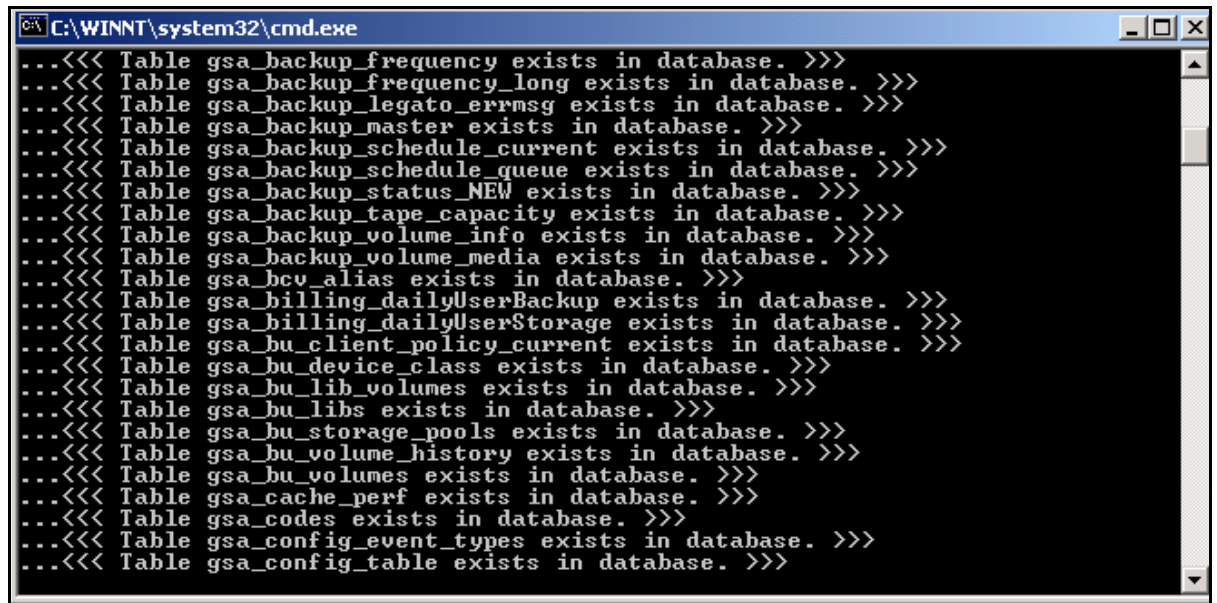 C:\WINNT\system32\cmd.exe
...<<< Table gsa_backup_frequency exists in database. >>>
...<<< Table gsa_backup_frequency_long exists in database. >>>
...<<< Table gsa_backup_legato_errmsg exists in database. >>>
...<<< Table gsa_backup_master exists in database. >>>
...<<< Table gsa_backup_schedule_current exists in database. >>>
...<<< Table gsa_backup_schedule_queue exists in database. >>>
...<<< Table gsa_backup_status_NEW exists in database. >>>
...<<< Table gsa_backup_tape_capacity exists in database. >>>
...<<< Table gsa_backup_volume_info exists in database. >>>
...<<< Table gsa_backup_volume_media exists in database. >>>
...<<< Table gsa_bcv_alias exists in database. >>>
...<<< Table gsa_billing_dailyUserBackup exists in database. >>>
...<<< Table gsa_billing_dailyUserStorage exists in database. >>>
...<<< Table gsa_bu_client_policy_current exists in database. >>>
...<<< Table gsa_bu_device_class exists in database. >>>
...<<< Table gsa_bu_lib_volumes exists in database. >>>
...<<< Table gsa_bu_libs exists in database. >>>
...<<< Table gsa_bu_storage_pools exists in database. >>>
...<<< Table gsa_bu_volume_history exists in database. >>>
...<<< Table gsa_bu_volumes exists in database. >>>
...<<< Table gsa_cache_perf exists in database. >>>
...<<< Table gsa_codes exists in database. >>>
...<<< Table gsa_config_event_types exists in database. >>>
...<<< Table gsa_config_table exists in database. >>>